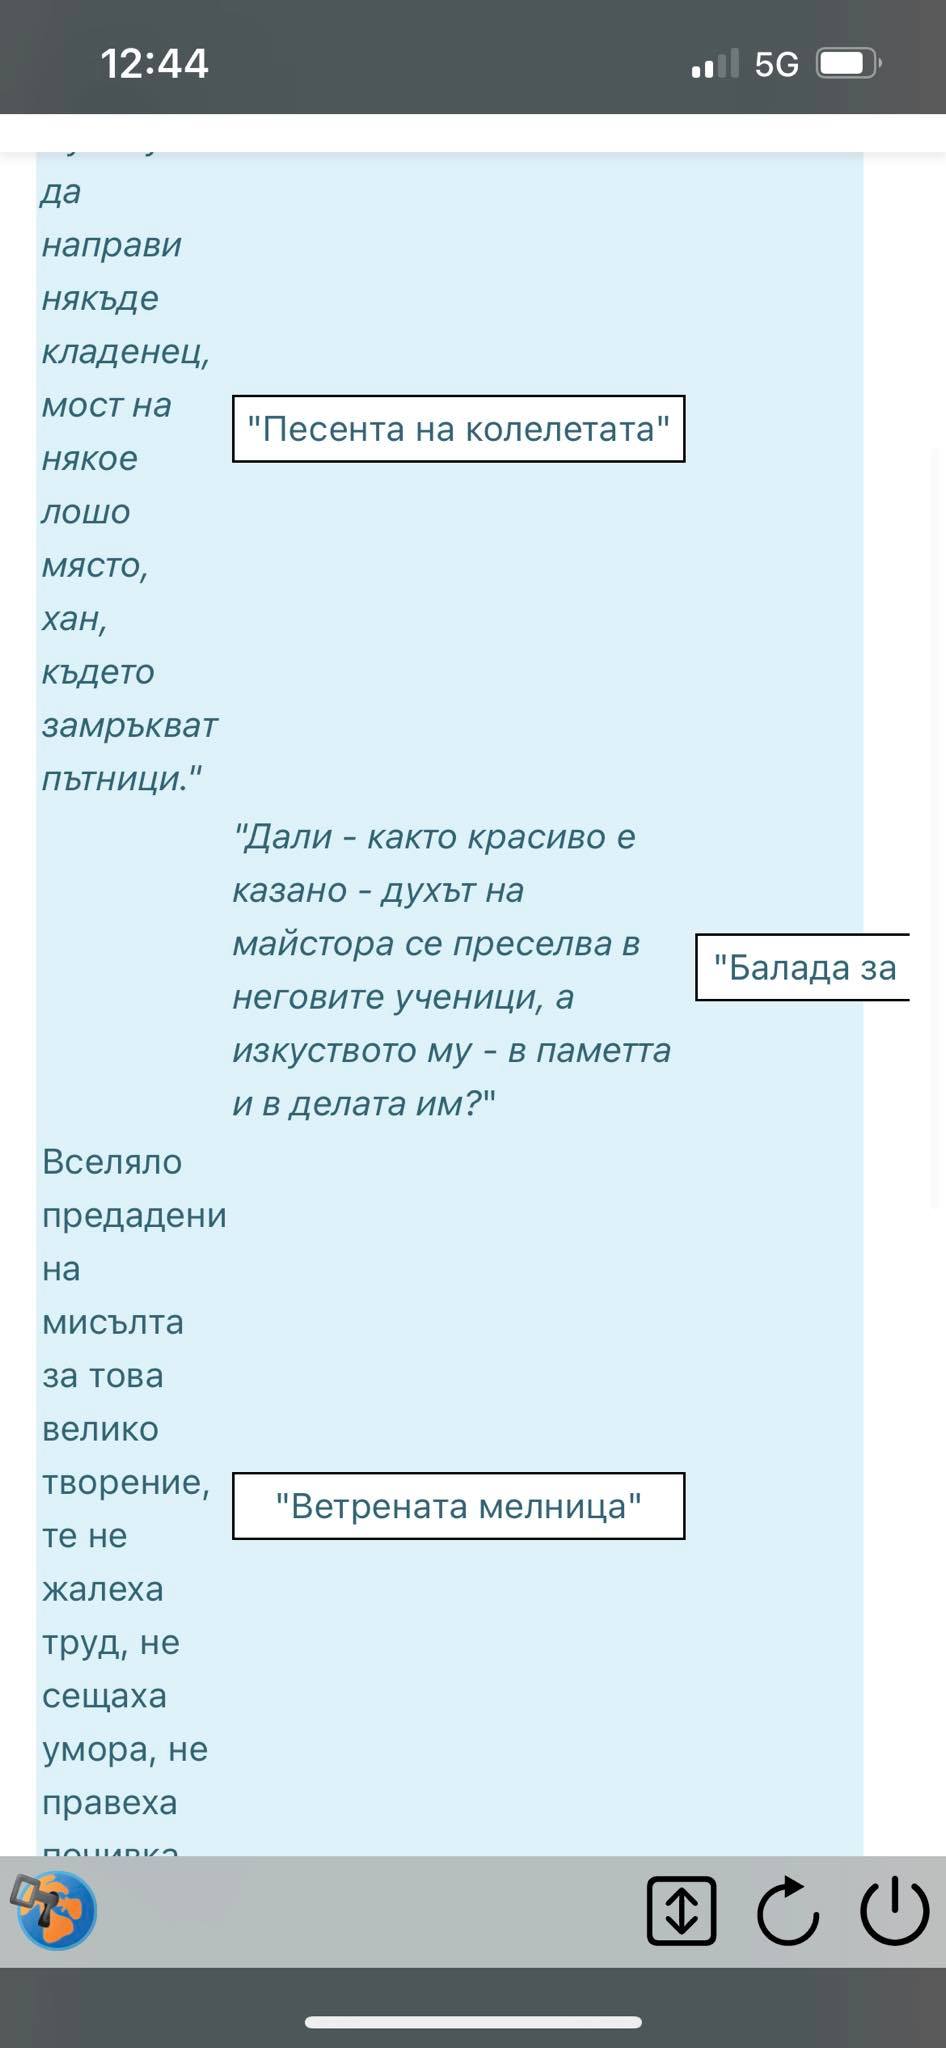 12:44
5G
да
направи
някъде
кладенец,
мост на
някое
лошо
място,
хан,
където
замръкват
пътници."
"Песента на колелетата"
"Дали - както красиво е
казано - духът на
майстора се преселва в
неговите ученици, а
изкуството му - в паметта
и в делата им?"
"Балада за
Вселяло
предадени
на
мисълта
за това
велико
творение,
те не
жалеха
труд, не
сещаха
умора, не
правеха
почивка
"Ветрената мелница"